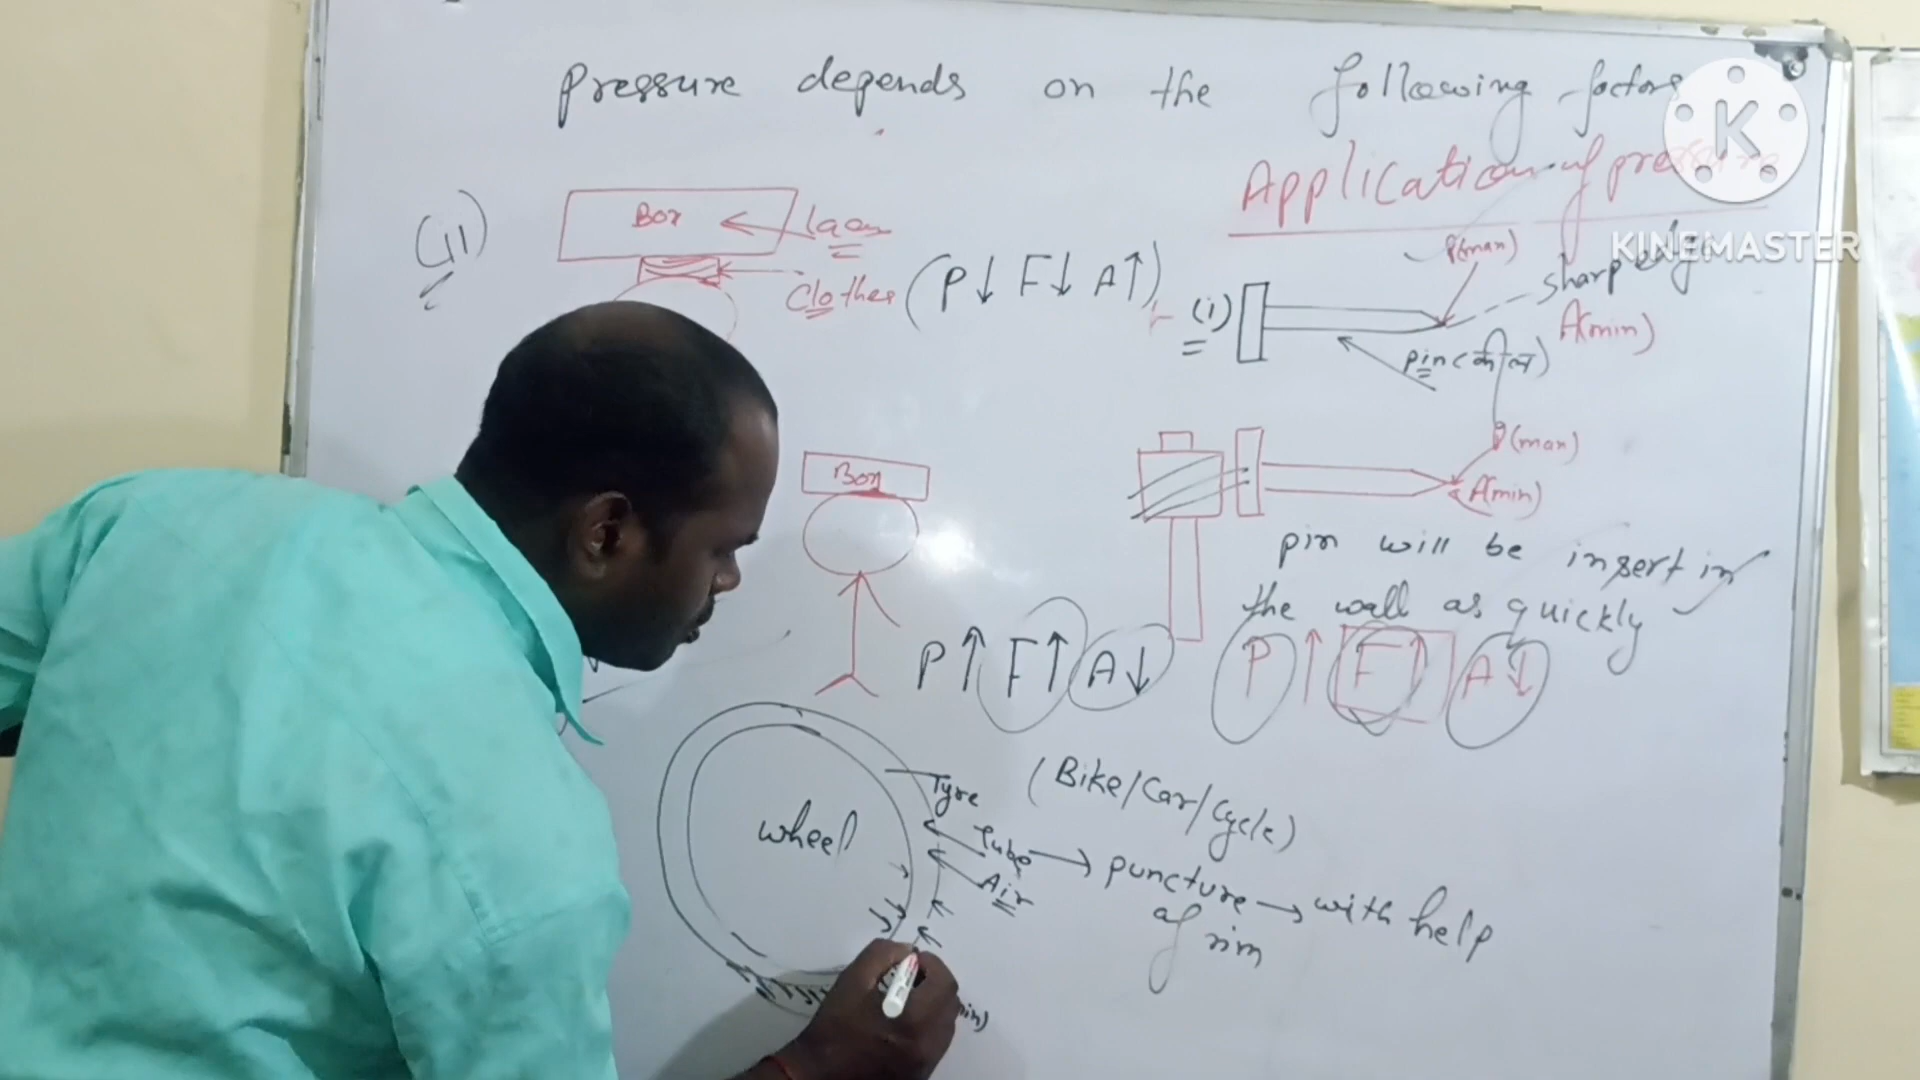 Pressure depends on the following factors
Application of pressure
KINEMASTER
(ii)
Box
Clothes
(P↓ F↓ A↑)
(i)
P(man)
sharp edge
A(min)
pin(कील)
Box
P(man)
A(min)
pin will be insert in
the wall as quickly
P↑ F↑ A↓
P↑ F↑ A↓
wheel
Tyre
(Bike/Car/Cycle)
Tube → puncture → with help
of rim
Air